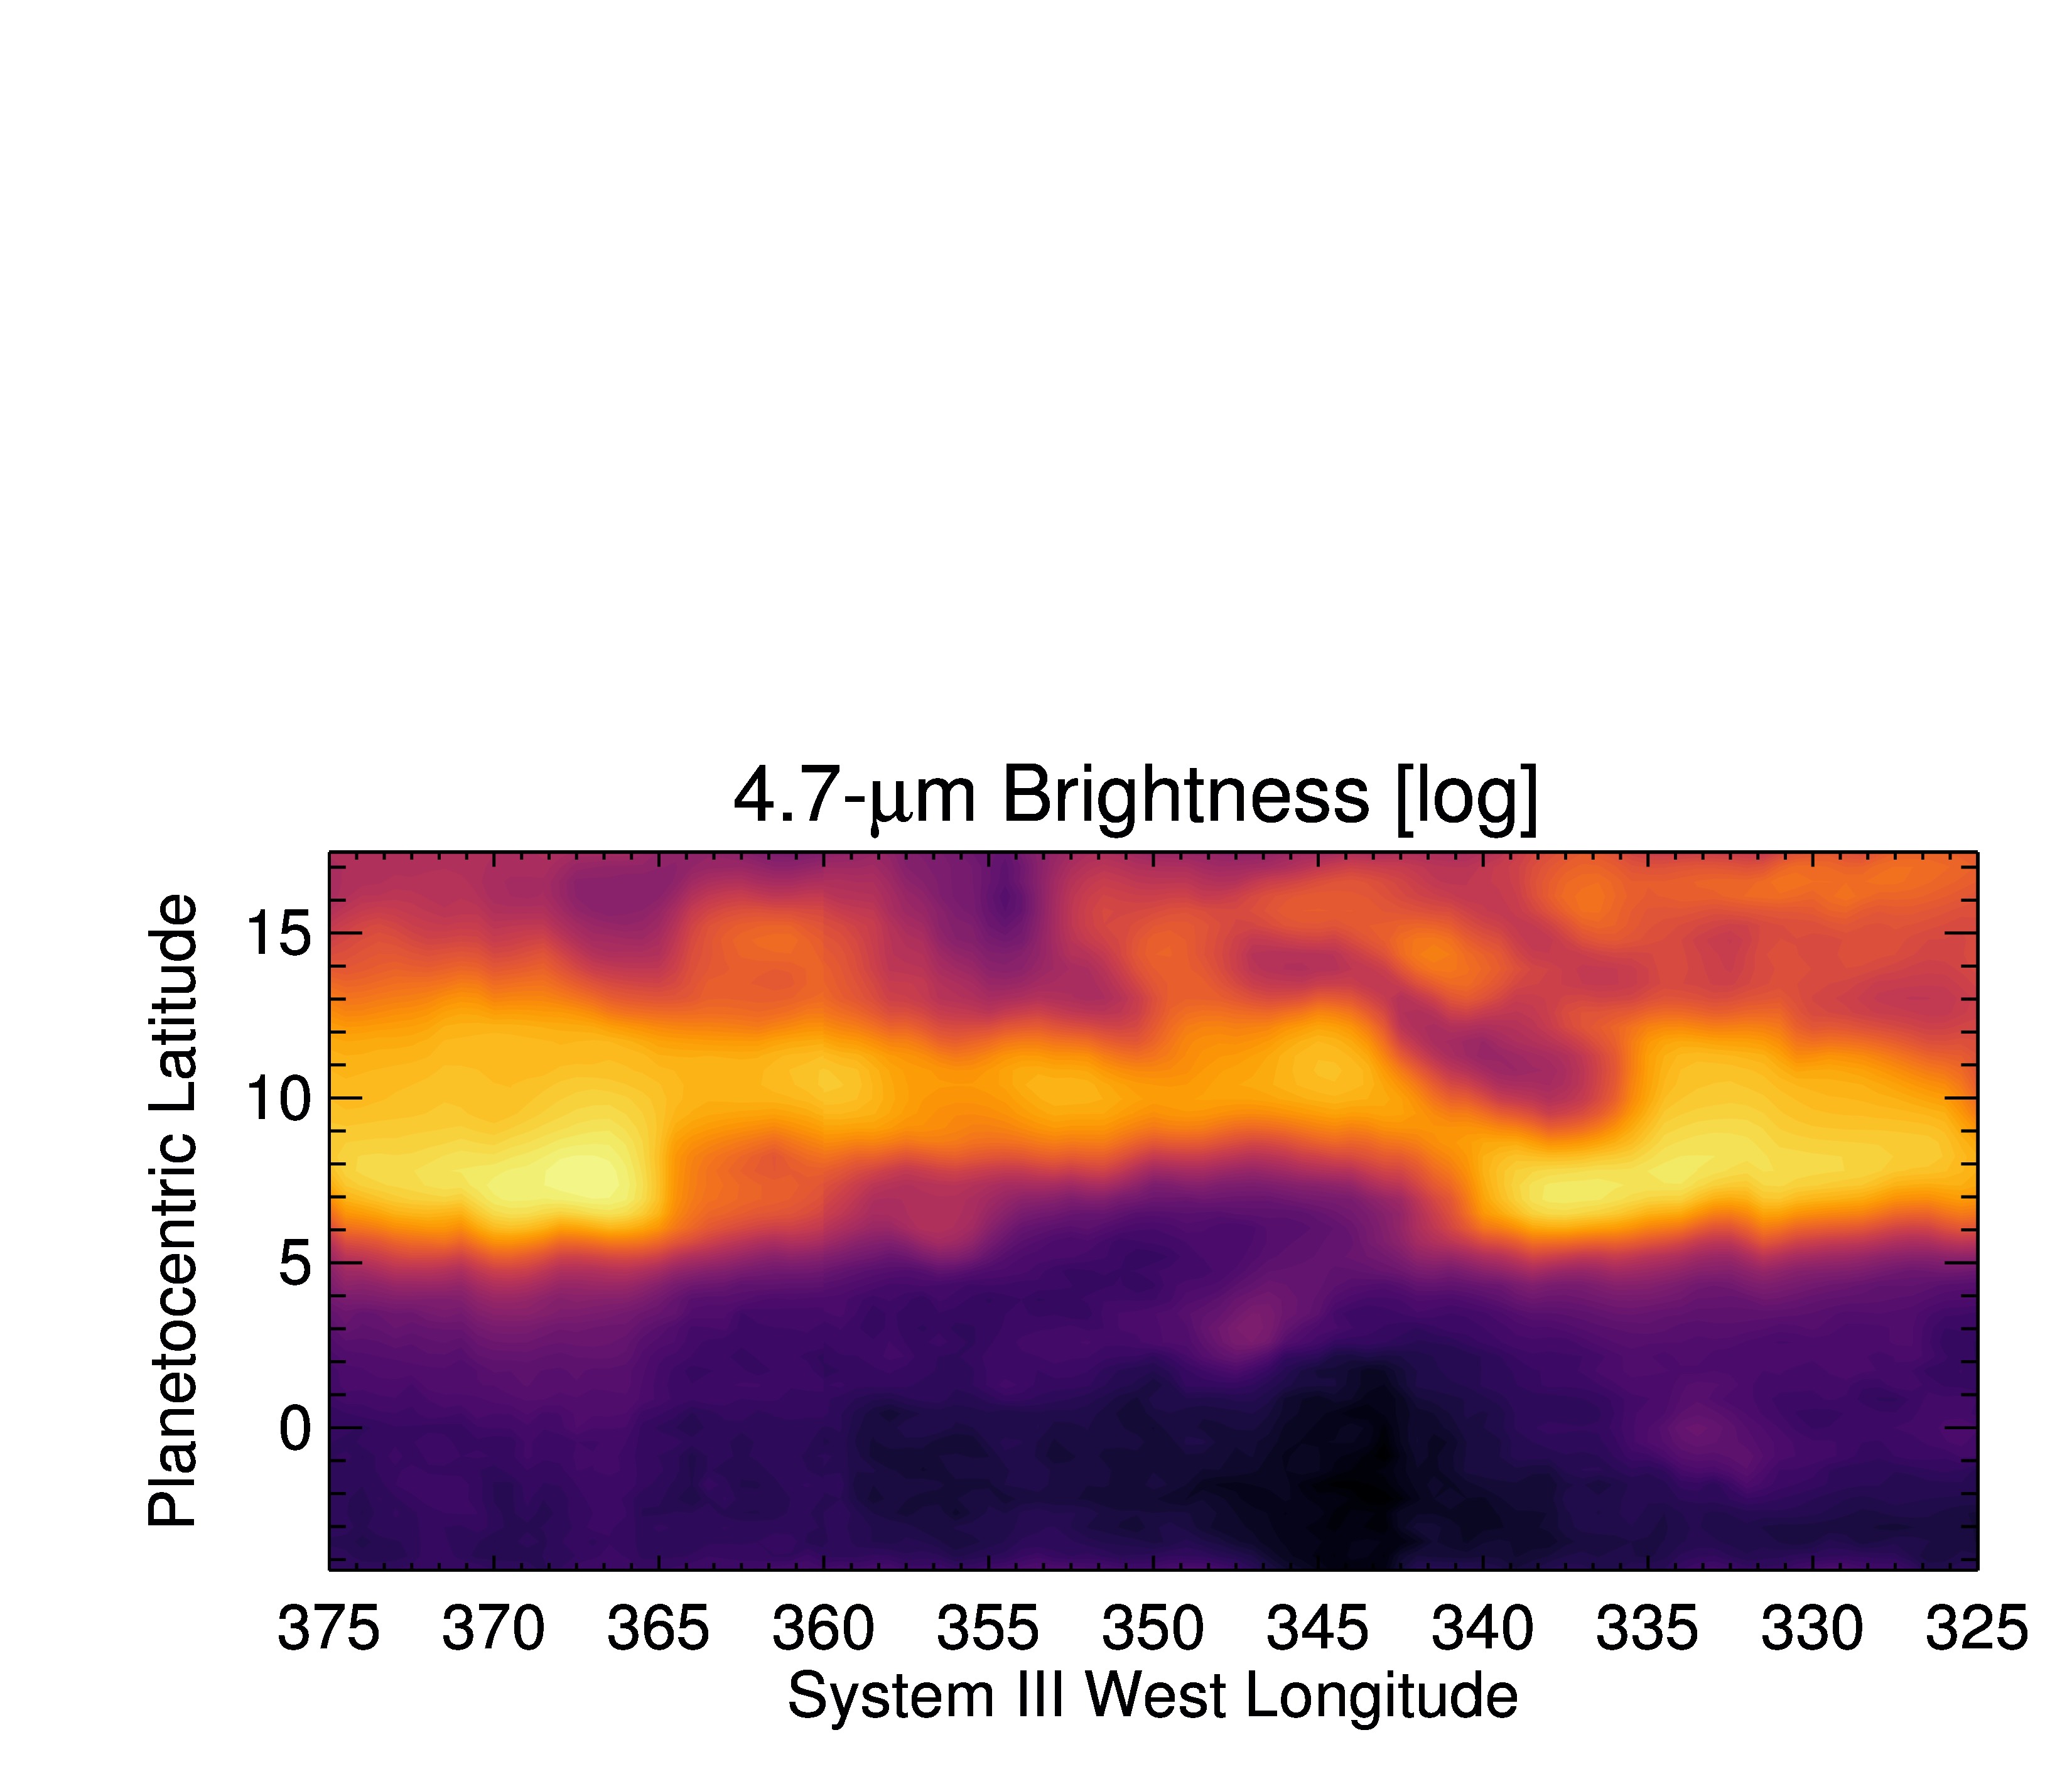 4.7-μm Brightness [log]
Planetocentric Latitude
15
10
5
0
375 370 365 360 355 350 345 340 335 330 325
System III West Longitude